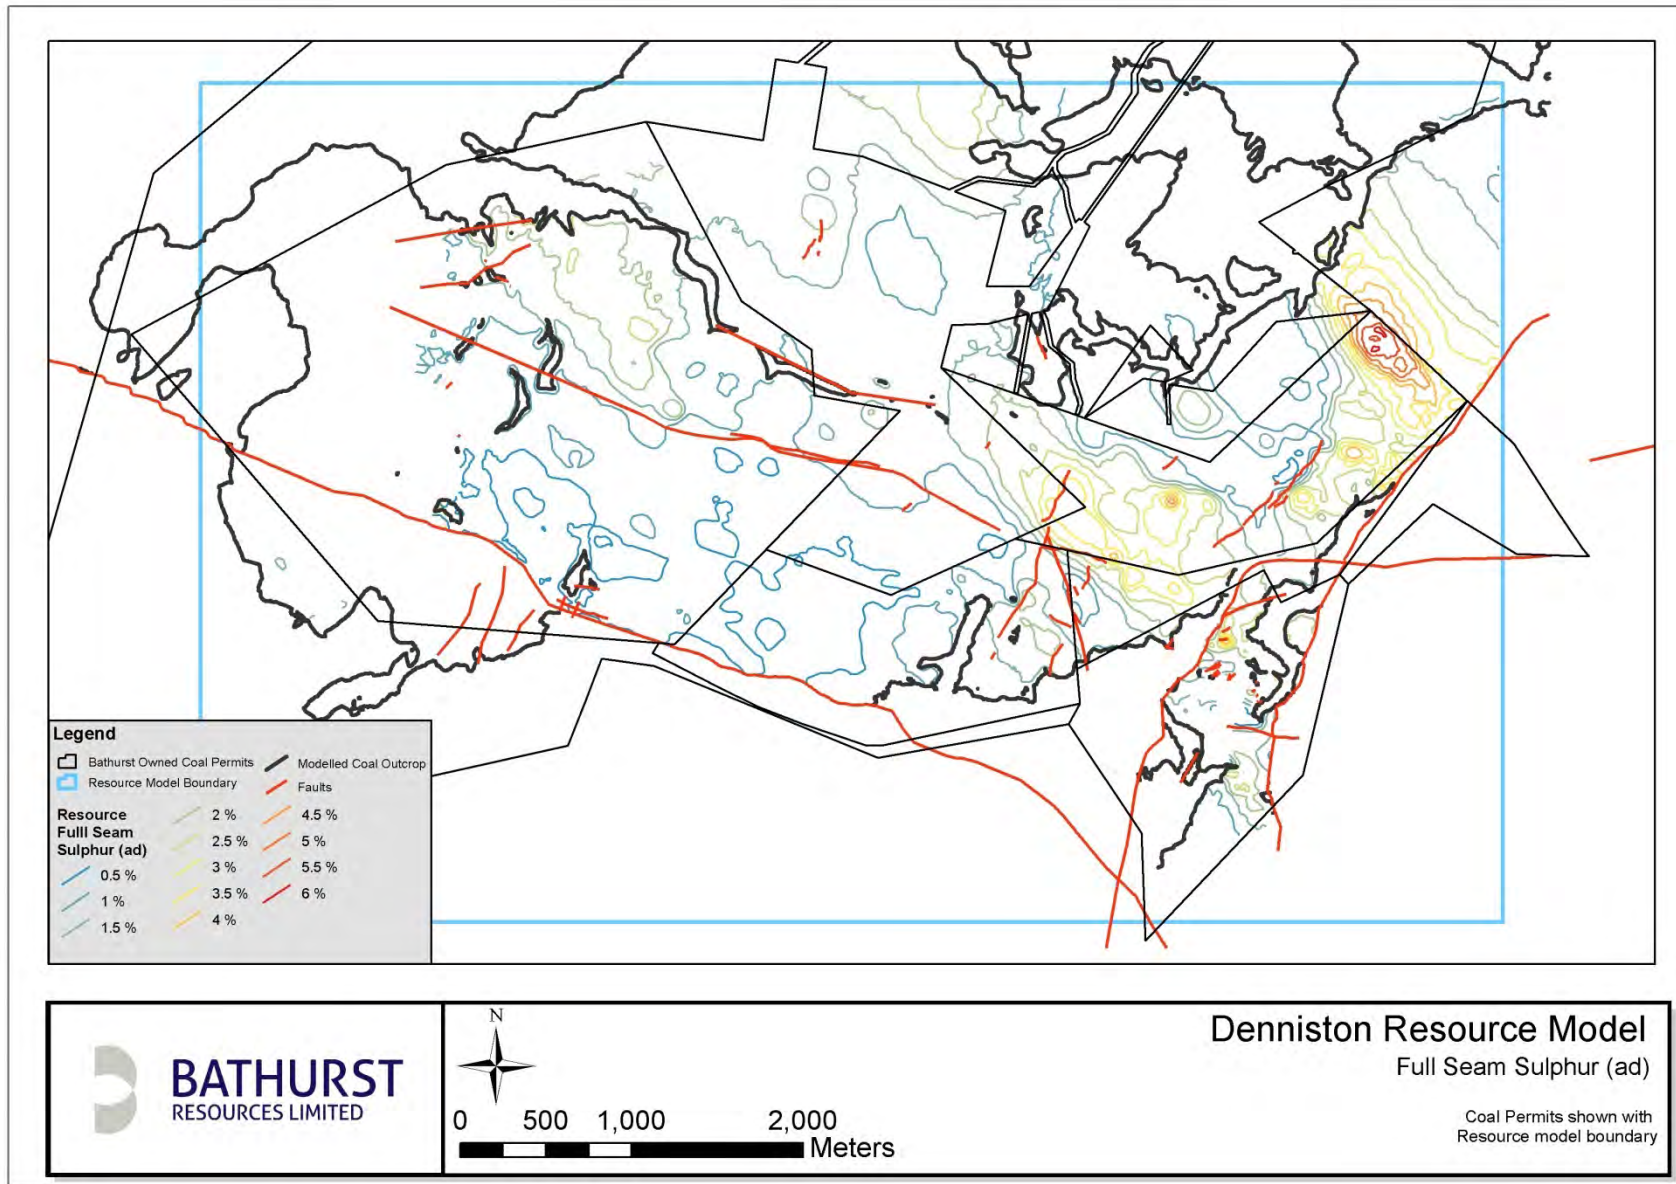 Legend
Bathurst Owned Coal Permits
Modelled Coal Outcrop
Resource Model Boundary
Faults
Resource
Fulll Seam
Sulphur (ad)
0.5 %
1 %
1.5 %
2 %
2.5 %
3 %
3.5 %
4 %
4.5 %
5 %
5.5 %
6 %
BATHURST
RESOURCES LIMITED
N
0 500 1,000 2,000
Meters
Denniston Resource Model
Full Seam Sulphur (ad)
Coal Permits shown with
Resource model boundary